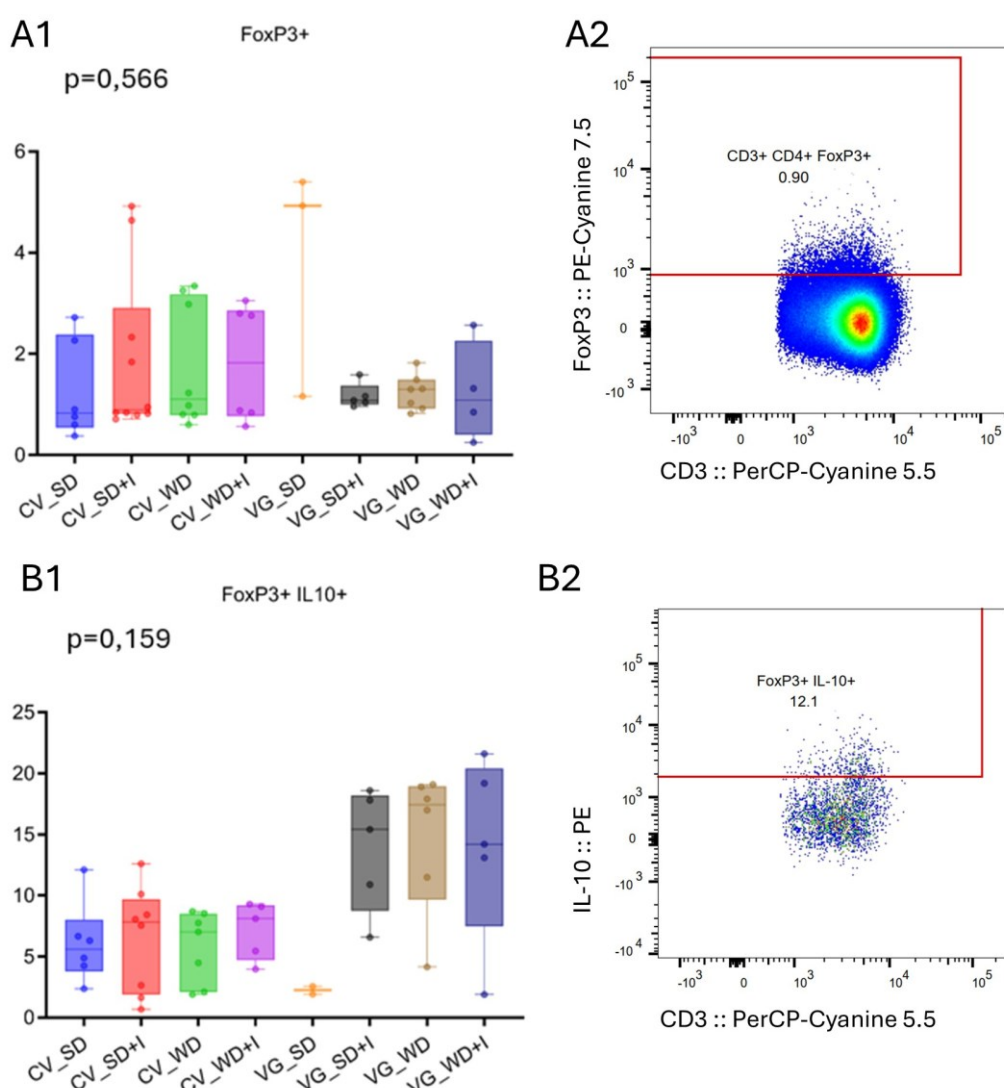 A1
FoxP3+
p=0,566
6
4
2
0
CV_SD
CV_SD+I
CV_WD
CV_WD+I
VG_SD
VG_SD+I
VG_WD
VG_WD+I
A2
FoxP3 :: PE-Cyanine 7.5
10^5
10^4
10^3
0
-10^3
CD3+ CD4+ FoxP3+
0.90
-10^3 0 10^3 10^4 10^5
CD3 :: PerCP-Cyanine 5.5
B1
FoxP3+ IL10+
p=0,159
25
20
15
10
5
0
CV_SD
CV_SD+I
CV_WD
CV_WD+I
VG_SD
VG_SD+I
VG_WD
VG_WD+I
B2
IL-10 :: PE
10^5
10^4
10^3
0
-10^3
-10^4
FoxP3+ IL-10+
12.1
-10^3 0 10^3 10^4 10^5
CD3 :: PerCP-Cyanine 5.5